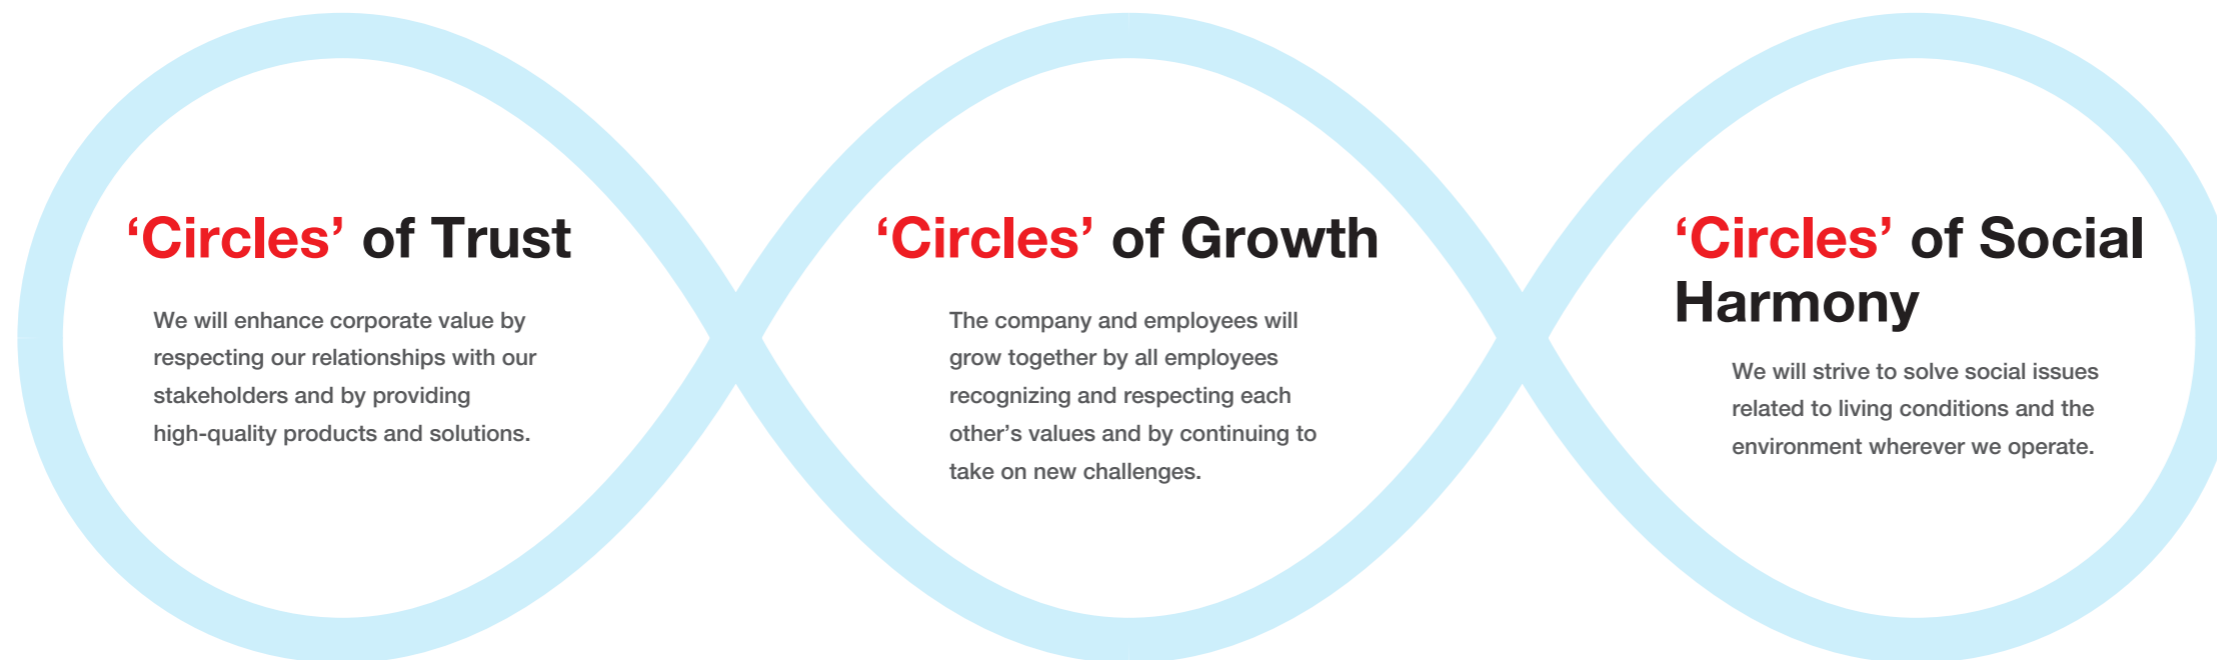 ‘Circles’ of Trust
We will enhance corporate value by
respecting our relationships with our
stakeholders and by providing
high-quality products and solutions.
‘Circles’ of Growth
The company and employees will
grow together by all employees
recognizing and respecting each
other’s values and by continuing to
take on new challenges.
‘Circles’ of Social
Harmony
We will strive to solve social issues
related to living conditions and the
environment wherever we operate.